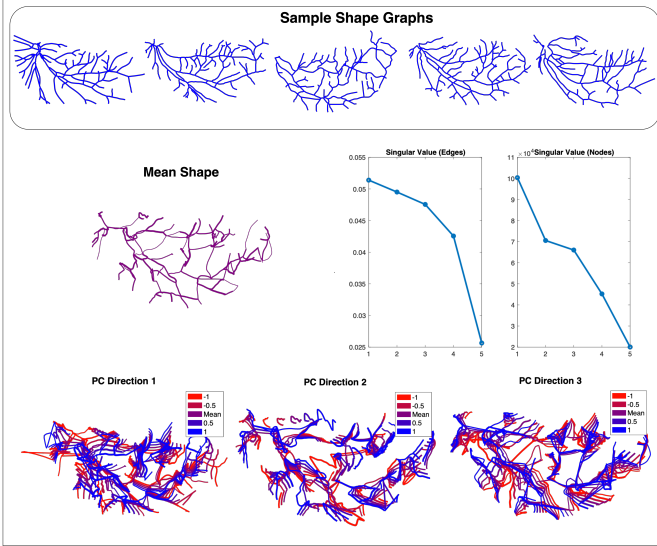 Sample Shape Graphs
Mean Shape
Singular Value (Edges)
0.055
0.05
0.045
0.04
0.035
0.03
0.025
1 2 3 4 5
Singular Value (Nodes)
11
10
9
8
7
6
5
4
3
2
1 2 3 4 5
PC Direction 1
-1
-0.5
Mean
0.5
1
PC Direction 2
-1
-0.5
Mean
0.5
1
PC Direction 3
-1
-0.5
Mean
0.5
1